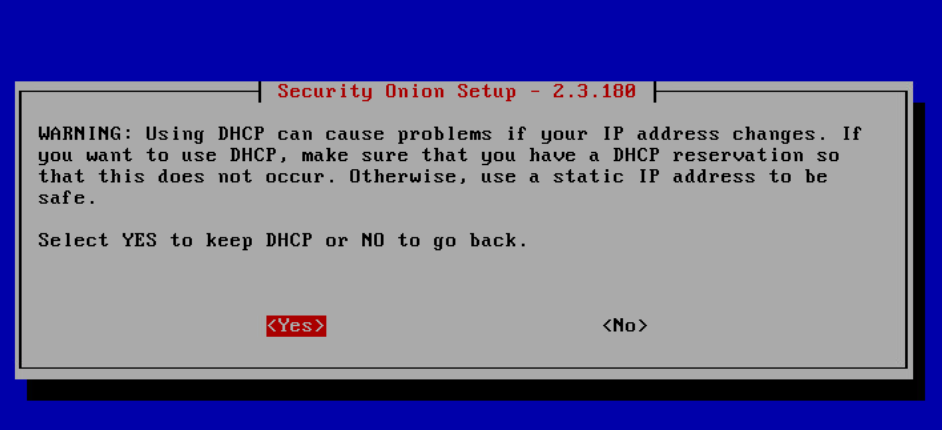 Security Onion Setup - 2.3.180
WARNING: Using DHCP can cause problems if your IP address changes. If
you want to use DHCP, make sure that you have a DHCP reservation so
that this does not occur. Otherwise, use a static IP address to be
safe.
Select YES to keep DHCP or NO to go back.
<Yes> <No>